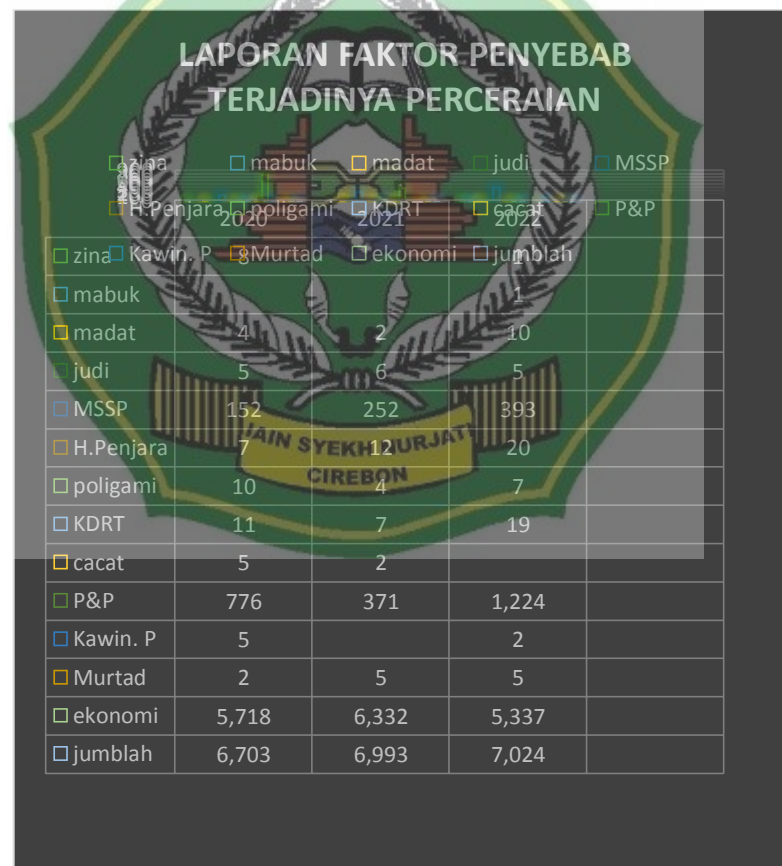 LAPORAN FAKTOR PENYEBAB
TERJADINYA PERCERAIAN
zina mabuk madat judi MSSP
H.Penjara poligami KDRT cacat P&P
Kawin. P Murtad ekonomi jumblah
2020 2021 2022
zina 8 1
mabuk 1
madat 4 2 10
judi 5 6 5
MSSP 152 252 393
H.Penjara 7 12 20
poligami 10 4 7
KDRT 11 7 19
cacat 5 2
P&P 776 371 1,224
Kawin. P 5 2
Murtad 2 5 5
ekonomi 5,718 6,332 5,337
jumblah 6,703 6,993 7,024
IAIN SYEKH NURJATI
CIREBON